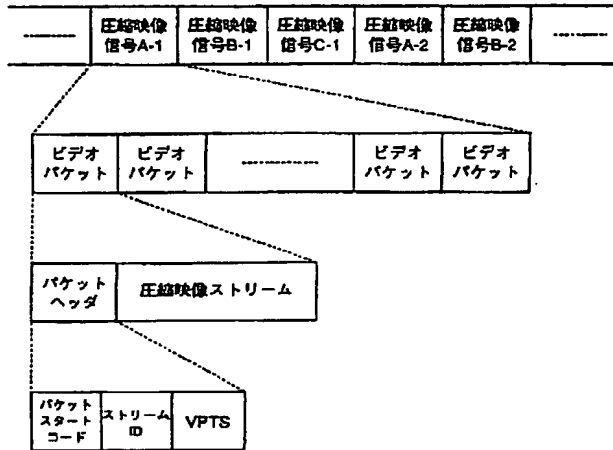 圧縮映像
信号A-1
圧縮映像
信号B-1
圧縮映像
信号C-1
圧縮映像
信号A-2
圧縮映像
信号B-2
ビデオ
パケット
ビデオ
パケット
ビデオ
パケット
ビデオ
パケット
パケット
ヘッダ
圧縮映像ストリーム
パケット
スタート
コード
ストリーム
ID
VPTS